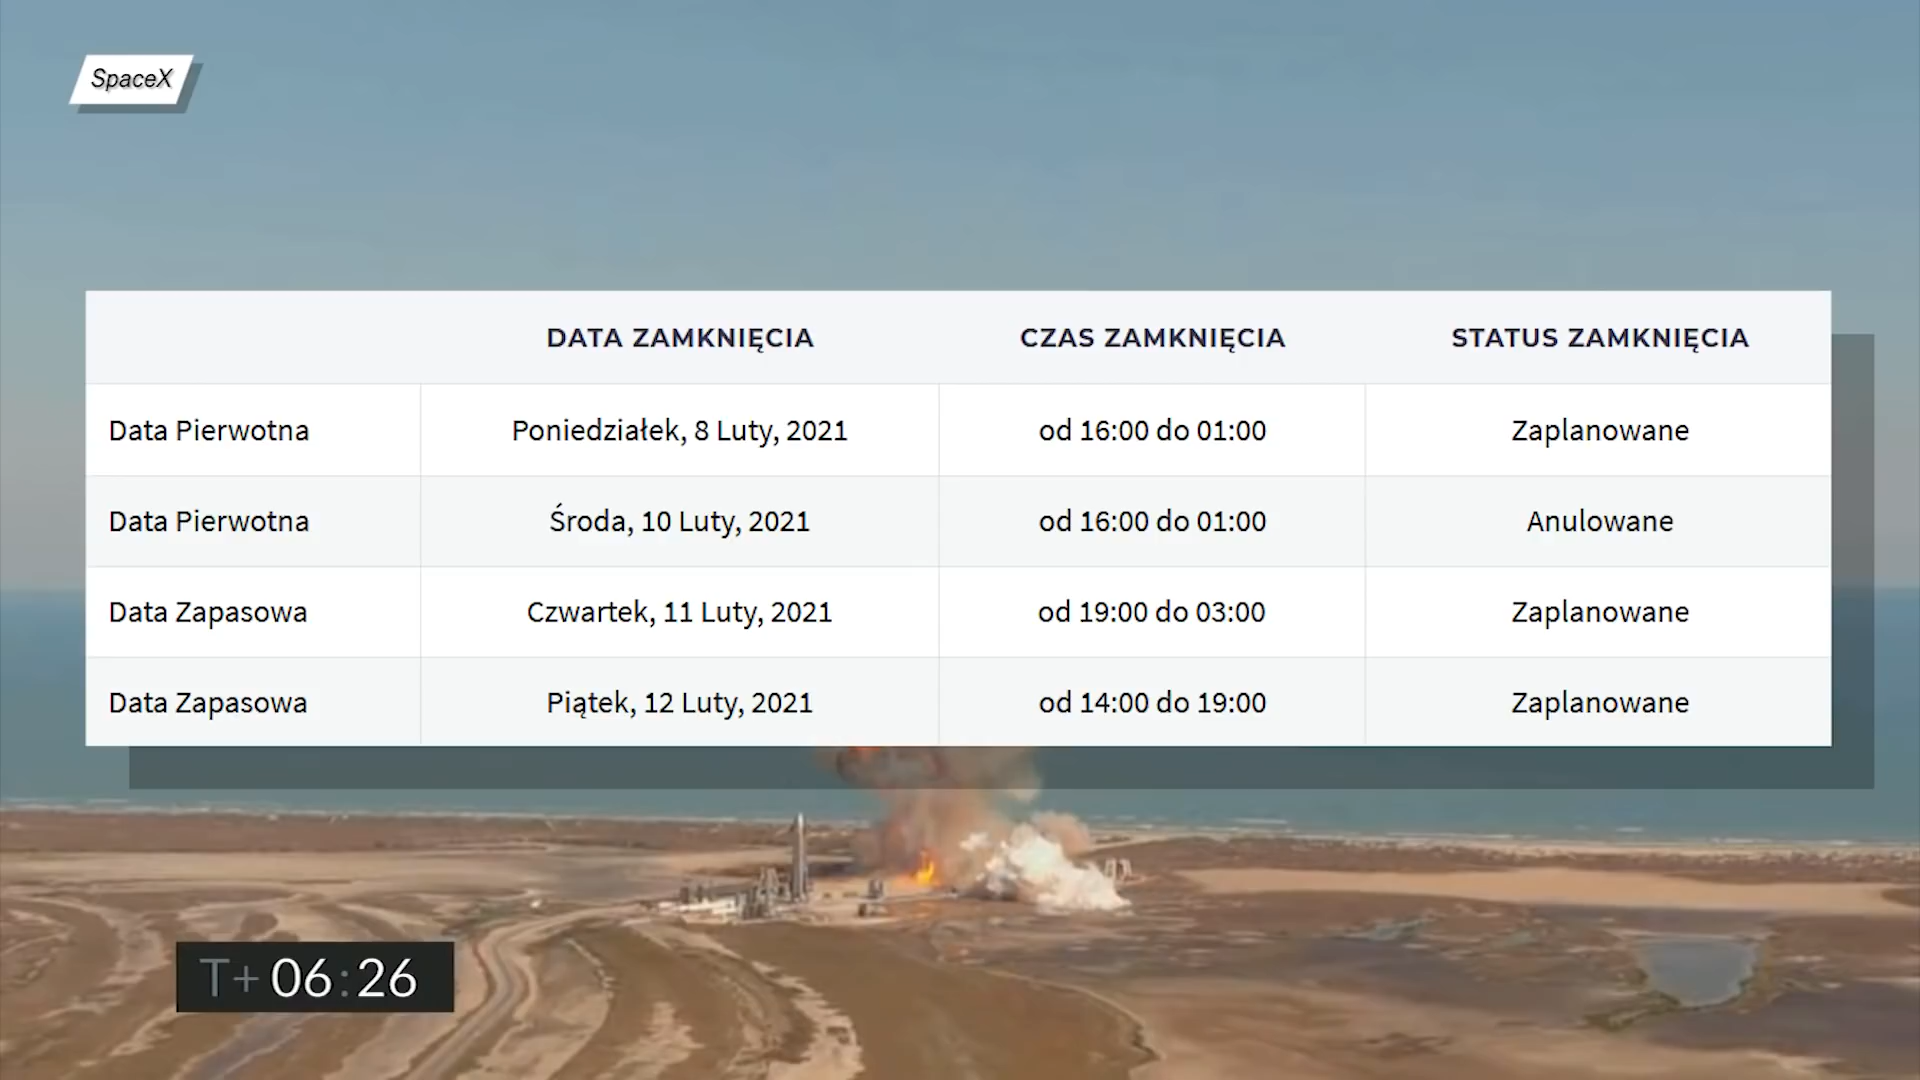 SpaceX
DATA ZAMKNIĘCIA CZAS ZAMKNIĘCIA STATUS ZAMKNIĘCIA
Data Pierwotna Poniedziałek, 8 Luty, 2021 od 16:00 do 01:00 Zaplanowane
Data Pierwotna Środa, 10 Luty, 2021 od 16:00 do 01:00 Anulowane
Data Zapasowa Czwartek, 11 Luty, 2021 od 19:00 do 03:00 Zaplanowane
Data Zapasowa Piątek, 12 Luty, 2021 od 14:00 do 19:00 Zaplanowane
T+ 06:26